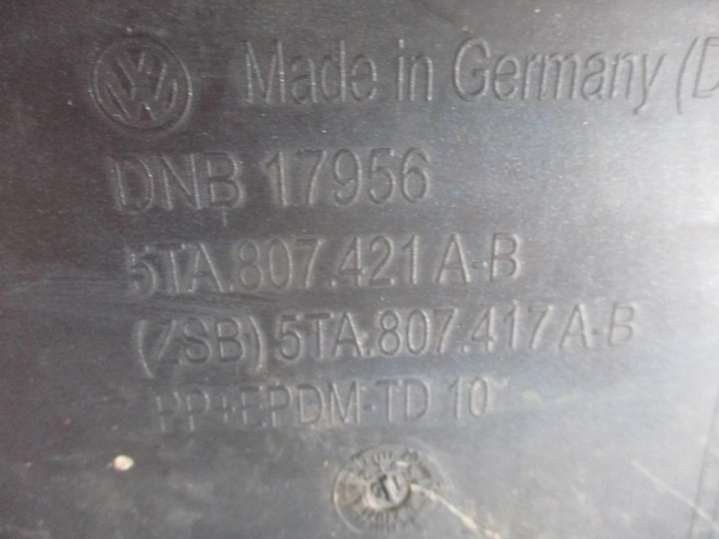 Made in Germany (D
DNB 17956
5TA.807.421 A-B
(ZSB) 5TA.807.417 A-B
PP+EPDM-TD 10